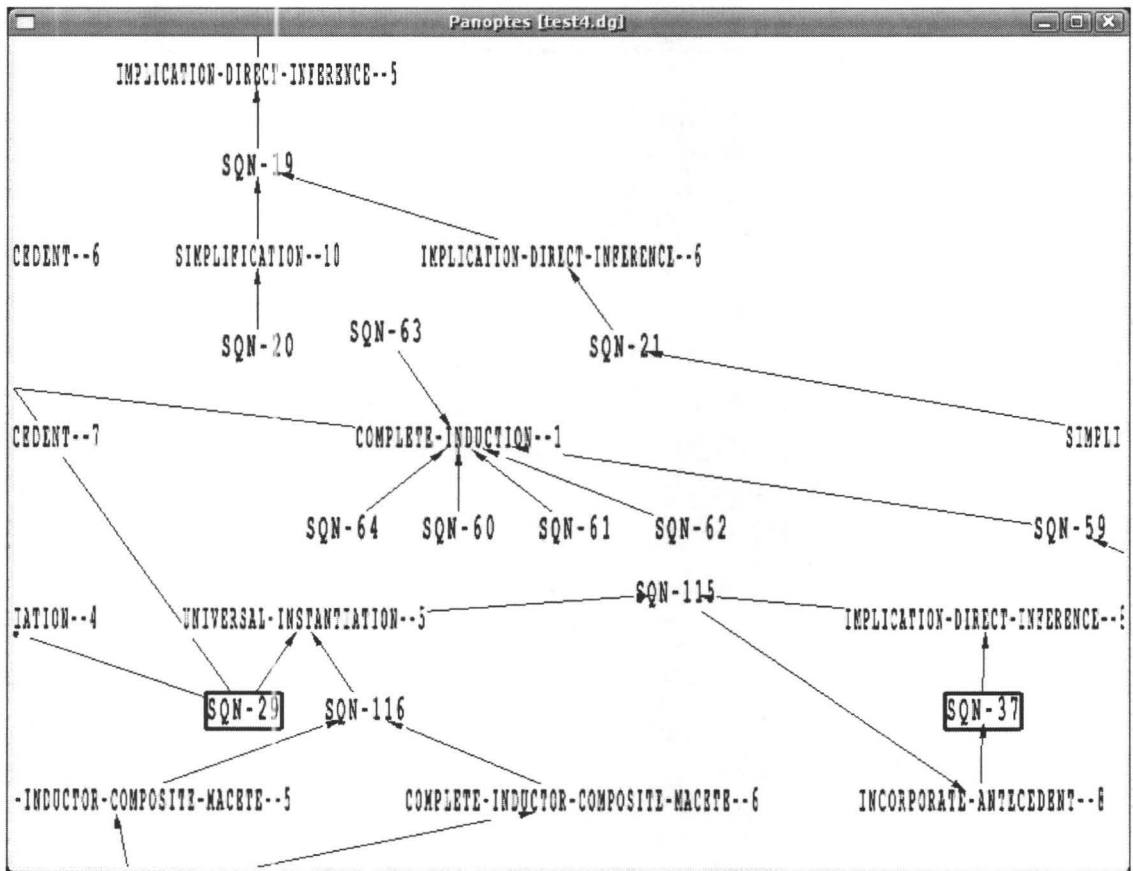 Panoptes [test4.dg]
IMPLICATION-DIRECT-INFERENCE--5
SQN-19
CEDENT--6 SIMPLIFICATION--10 IMPLICATION-DIRECT-INFERENCE--6
SQN-63
SQN-20 SQN-21
CEDENT--7 COMPLETE-INDUCTION--1 SIMPLI
SQN-64 SQN-60 SQN-61 SQN-62 SQN-59
SQN-115
IATION--4 UNIVERSAL-INSTANTIATION--5 IMPLICATION-DIRECT-INFERENCE--
SQN-29 SQN-116 SQN-37
-INDUCTOR-COMPOSITE-MACETE--5 COMPLETE-INDUCTOR-COMPOSITE-MACETE--6 INCORPORATE-ANTECEDENT--8